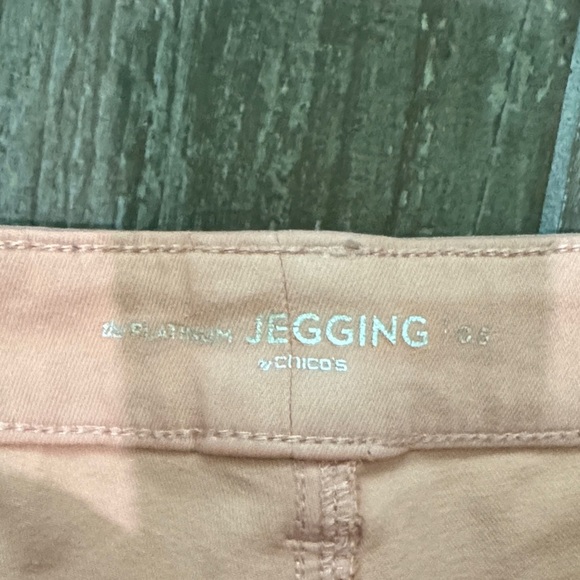 the PLATINUM JEGGING 0.5
by chico's